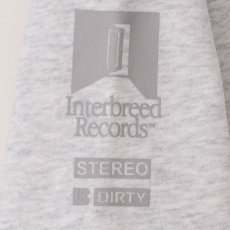 Interbreed
Records™
STEREO
B DIRTY